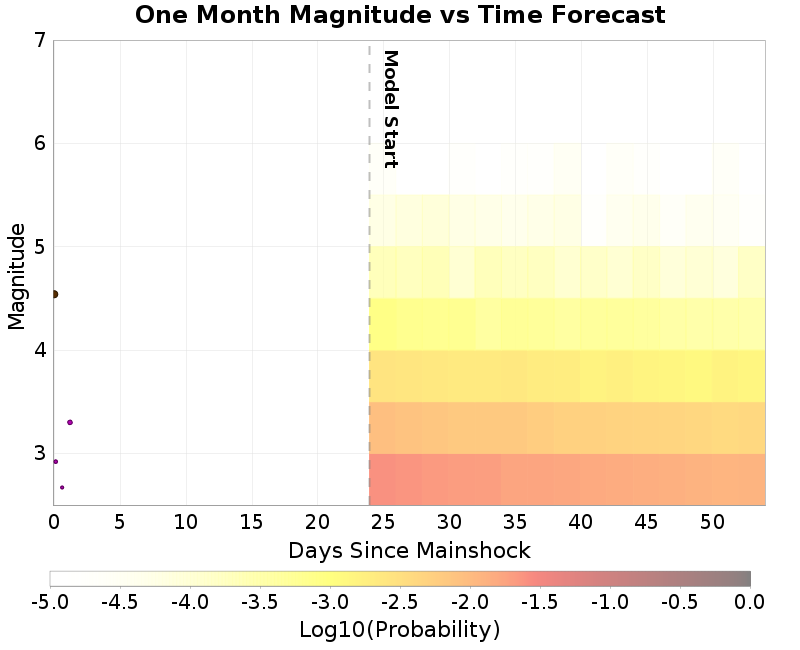 One Month Magnitude vs Time Forecast
Model Start
Magnitude
7
6
5
4
3
0 5 10 15 20 25 30 35 40 45 50
Days Since Mainshock
-5.0 -4.5 -4.0 -3.5 -3.0 -2.5 -2.0 -1.5 -1.0 -0.5 0.0
Log10(Probability)